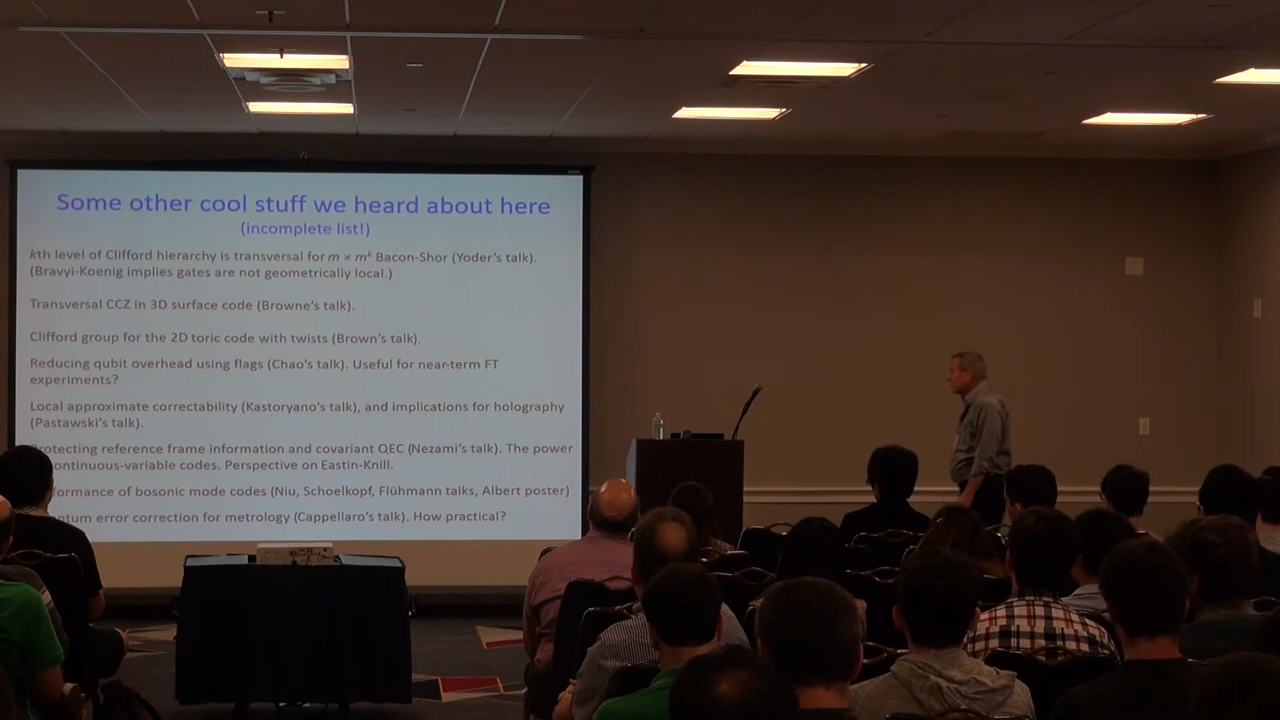 Some other cool stuff we heard about here
(incomplete list!)
kth level of Clifford hierarchy is transversal for m × mᵏ Bacon-Shor (Yoder's talk).
(Bravyi-Koenig implies gates are not geometrically local.)
Transversal CCZ in 3D surface code (Browne's talk).
Clifford group for the 2D toric code with twists (Brown's talk).
Reducing qubit overhead using flags (Chao's talk). Useful for near-term FT
experiments?
Local approximate correctability (Kastoryano's talk), and implications for holography
(Pastawski's talk).
rotecting reference frame information and covariant QEC (Nezami's talk). The power
ontinuous-variable codes. Perspective on Eastin-Knill.
formance of bosonic mode codes (Niu, Schoelkopf, Flühmann talks, Albert poster)
ntum error correction for metrology (Cappellaro's talk). How practical?